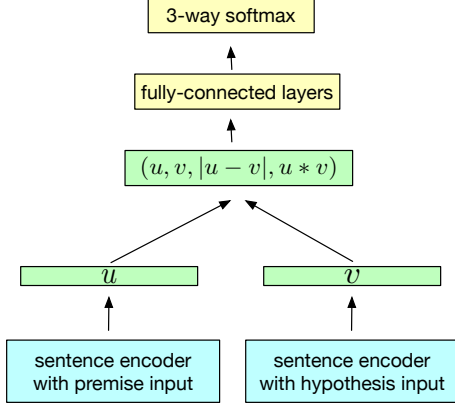 3-way softmax
fully-connected layers
(u, v, |u − v|, u ∗ v)
u
v
sentence encoder
with premise input
sentence encoder
with hypothesis input